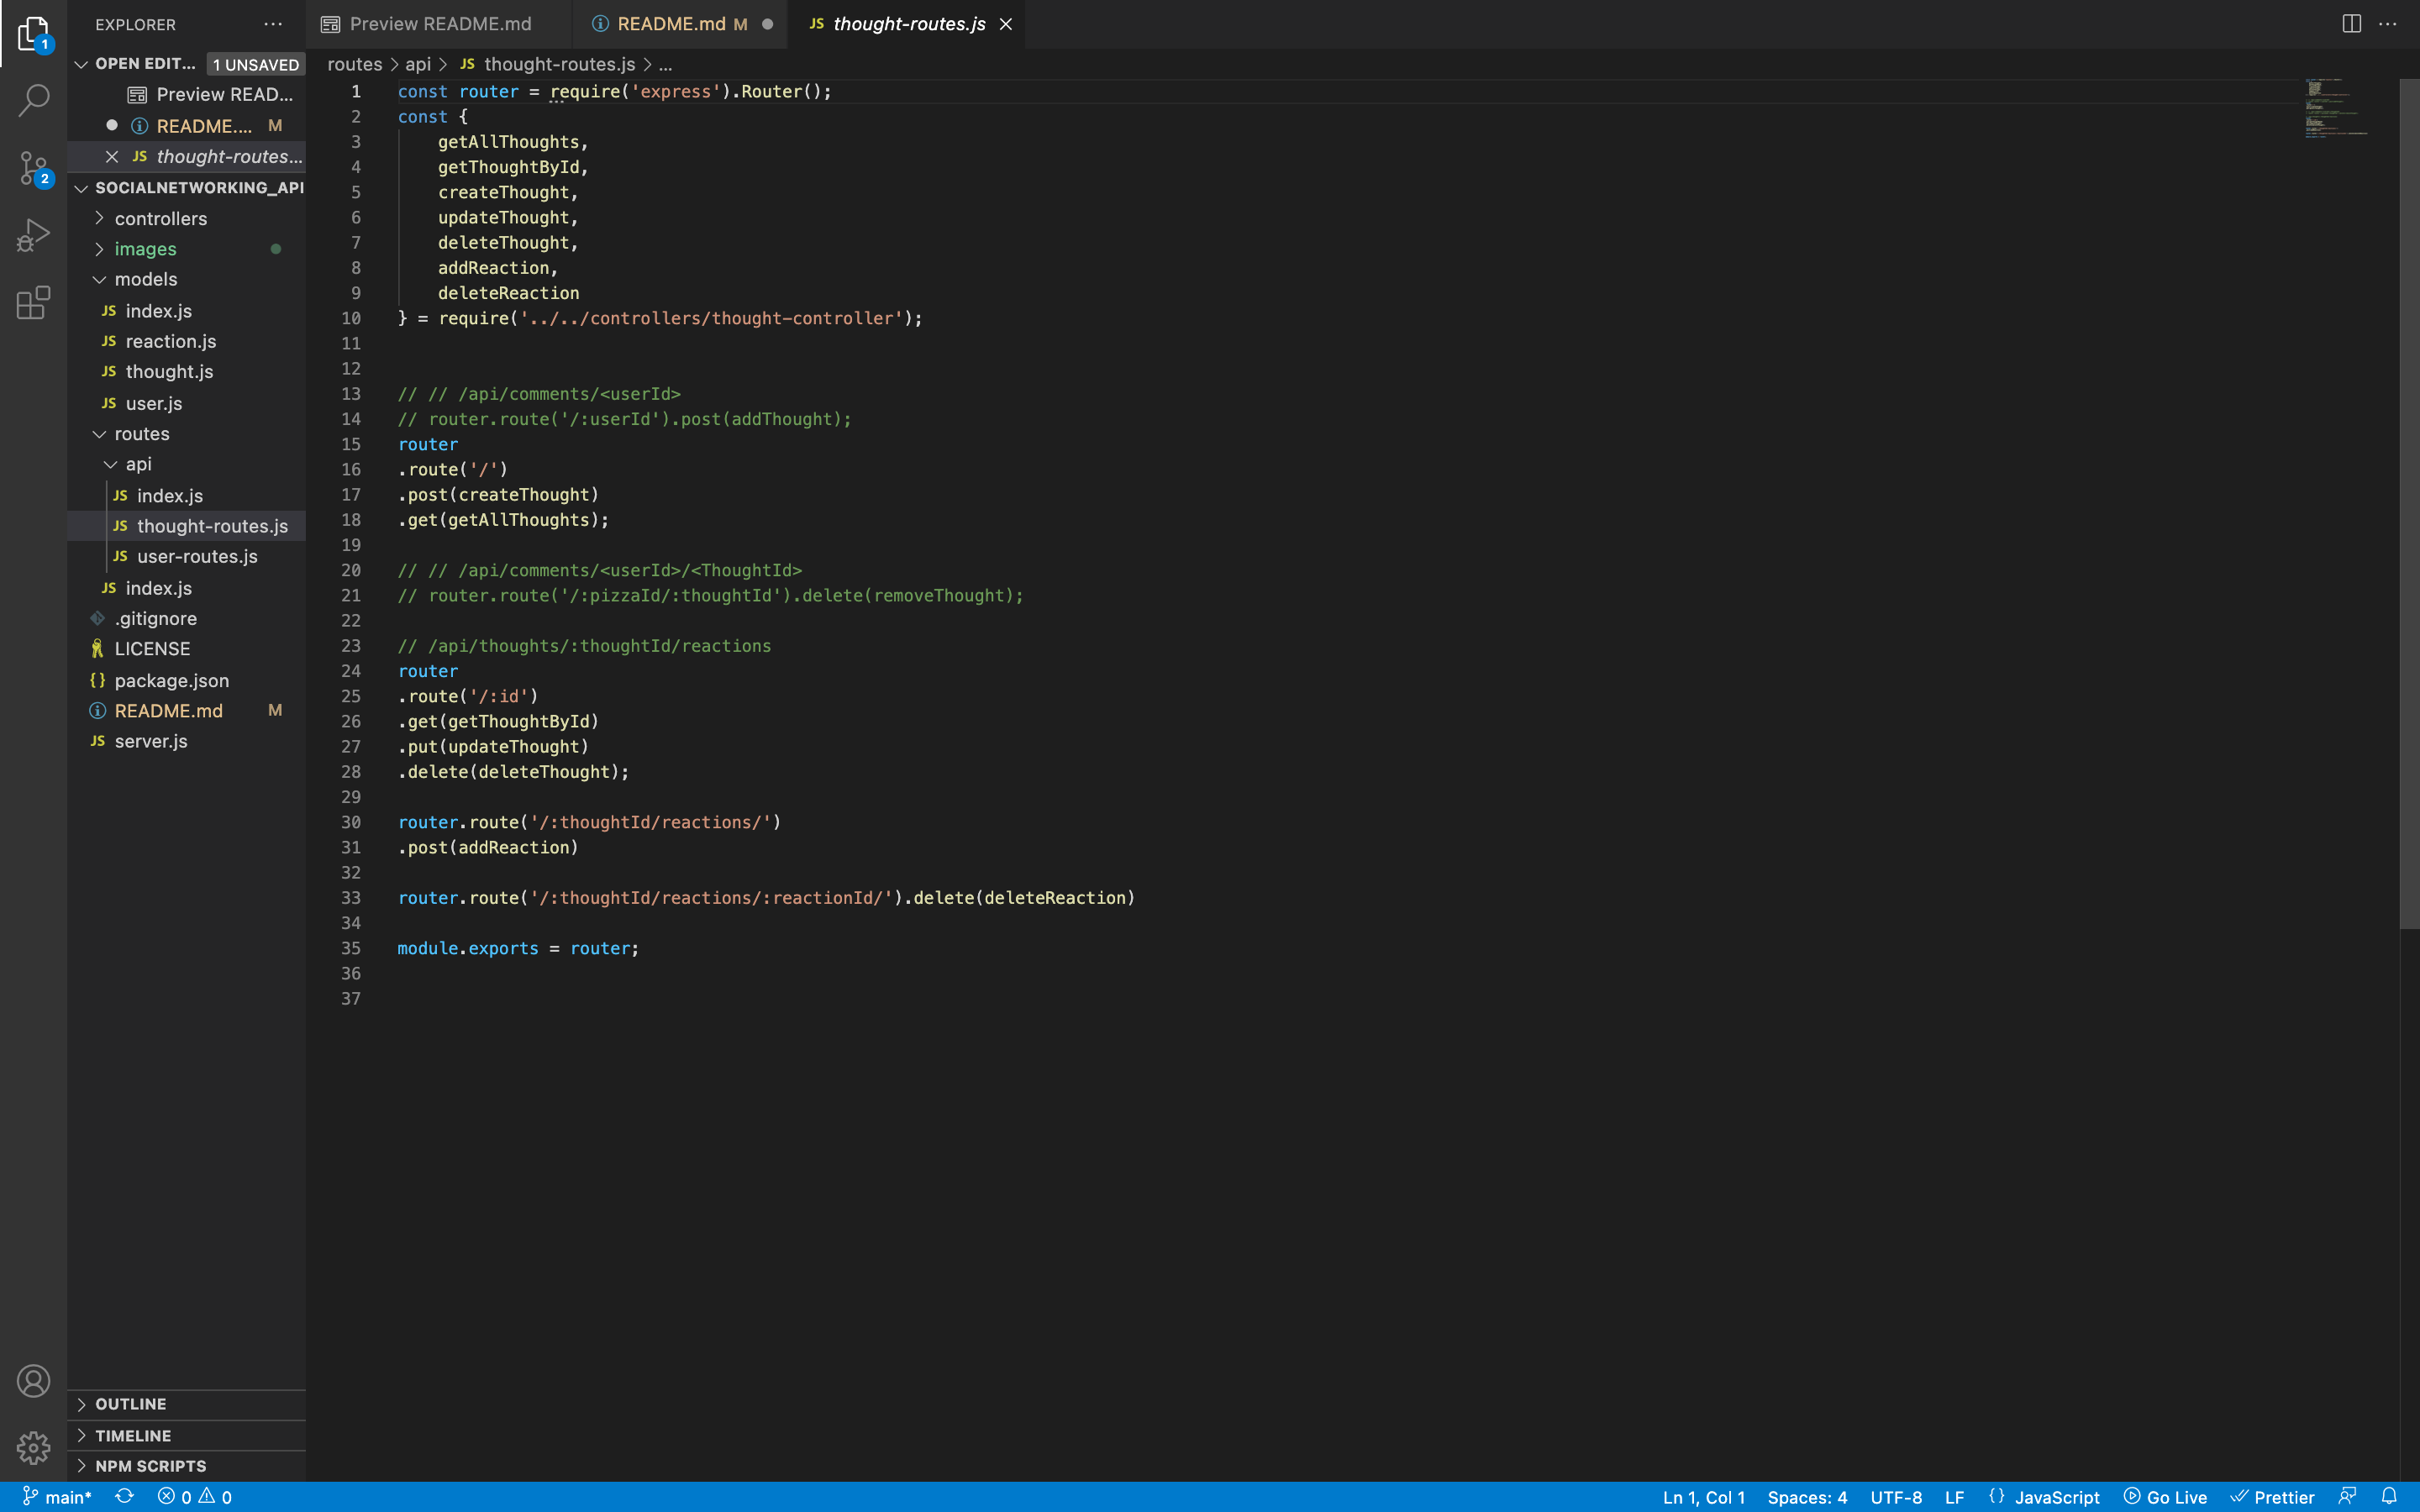 EXPLORER
Preview README.md
README.md M
JS thought-routes.js
OPEN EDIT... 1 UNSAVED
Preview READ...
README.... M
JS thought-routes...
SOCIALNETWORKING_API
controllers
images
models
JS index.js
JS reaction.js
JS thought.js
JS user.js
routes
api
JS index.js
JS thought-routes.js
JS user-routes.js
JS index.js
.gitignore
LICENSE
{} package.json
README.md M
JS server.js
OUTLINE
TIMELINE
NPM SCRIPTS
1
2
routes > api > JS thought-routes.js > ...
1 const router = require('express').Router();
2 const {
3 getAllThoughts,
4 getThoughtById,
5 createThought,
6 updateThought,
7 deleteThought,
8 addReaction,
9 deleteReaction
10 } = require('../../controllers/thought-controller');
11
12
13 // // /api/comments/<userId>
14 // router.route('/:userId').post(addThought);
15 router
16 .route('/')
17 .post(createThought)
18 .get(getAllThoughts);
19
20 // // /api/comments/<userId>/<ThoughtId>
21 // router.route('/:pizzaId/:thoughtId').delete(removeThought);
22
23 // /api/thoughts/:thoughtId/reactions
24 router
25 .route('/:id')
26 .get(getThoughtById)
27 .put(updateThought)
28 .delete(deleteThought);
29
30 router.route('/:thoughtId/reactions/')
31 .post(addReaction)
32
33 router.route('/:thoughtId/reactions/:reactionId/').delete(deleteReaction)
34
35 module.exports = router;
36
37
main* 0 0
Ln 1, Col 1 Spaces: 4 UTF-8 LF {} JavaScript Go Live Prettier